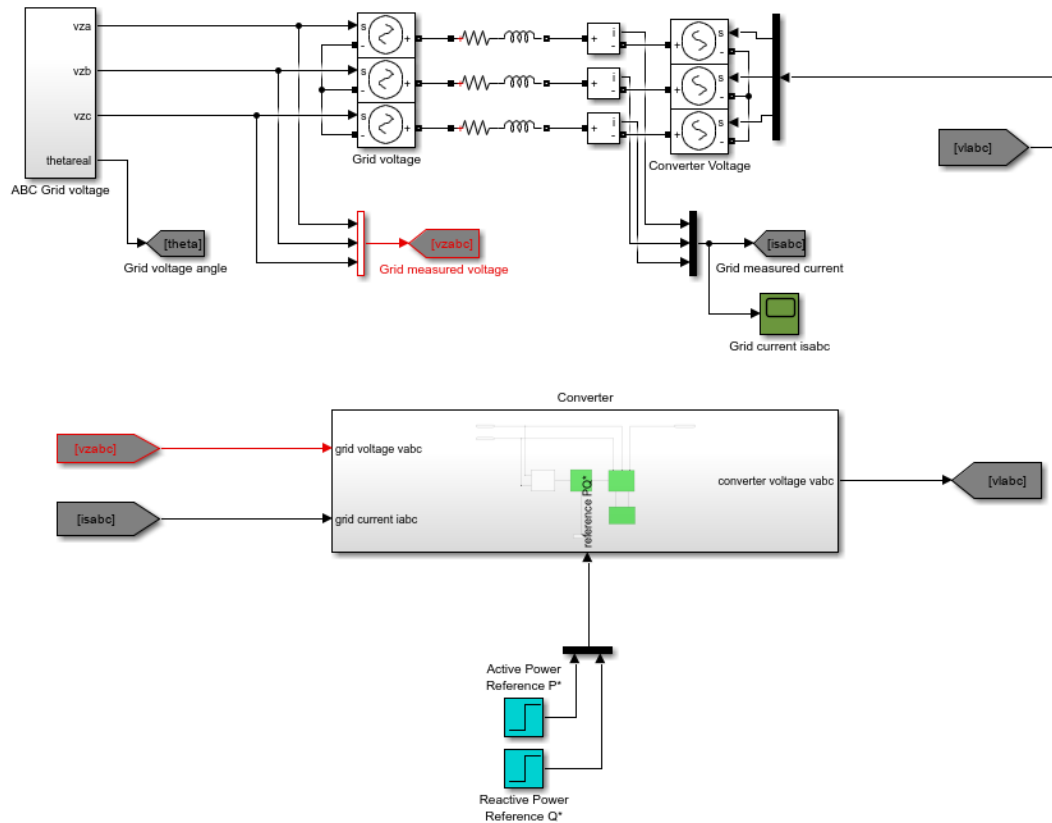 vza
vzb
vzc
thetareal
ABC Grid voltage
s
-
+
s
-
+
s
-
+
Grid voltage
i
-
i
-
i
-
s
+
-
s
+
-
s
+
-
Converter Voltage
[vlabc]
[theta]
Grid voltage angle
[vzabc]
Grid measured voltage
[isabc]
Grid measured current
Grid current isabc
Converter
[vzabc]
grid voltage vabc
[isabc]
grid current iabc
reference PQ*
converter voltage vabc
[vlabc]
Active Power
Reference P*
Reactive Power
Reference Q*